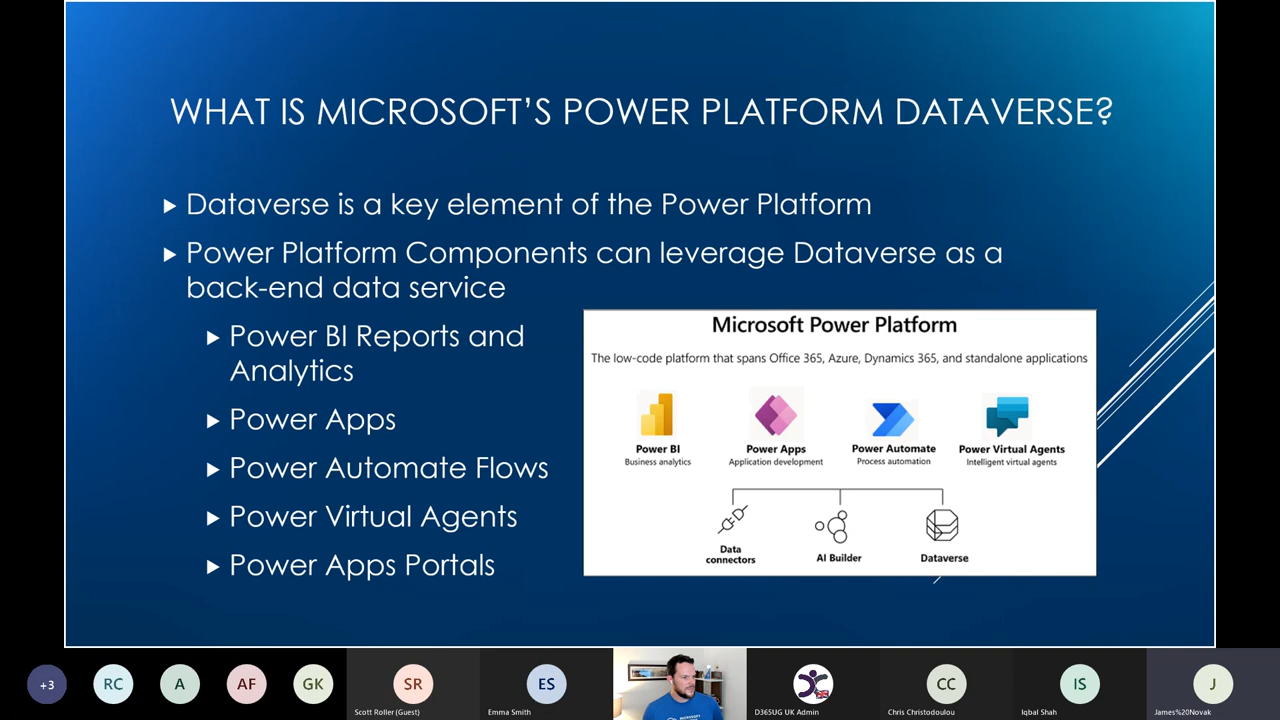 WHAT IS MICROSOFT'S POWER PLATFORM DATAVERSE?
Dataverse is a key element of the Power Platform
Power Platform Components can leverage Dataverse as a
back-end data service
Power BI Reports and
Analytics
Power Apps
Power Automate Flows
Power Virtual Agents
Power Apps Portals
Microsoft Power Platform
The low-code platform that spans Office 365, Azure, Dynamics 365, and standalone applications
Power BI
Business analytics
Power Apps
Application development
Power Automate
Process automation
Power Virtual Agents
Intelligent virtual agents
Data
connectors
AI Builder
Dataverse
+3
RC
A
AF
GK
SR
Scott Roller (Guest)
ES
Emma Smith
D365UG UK Admin
CC
Chris Christodoulou
IS
Iqbal Shah
J
James%20Novak